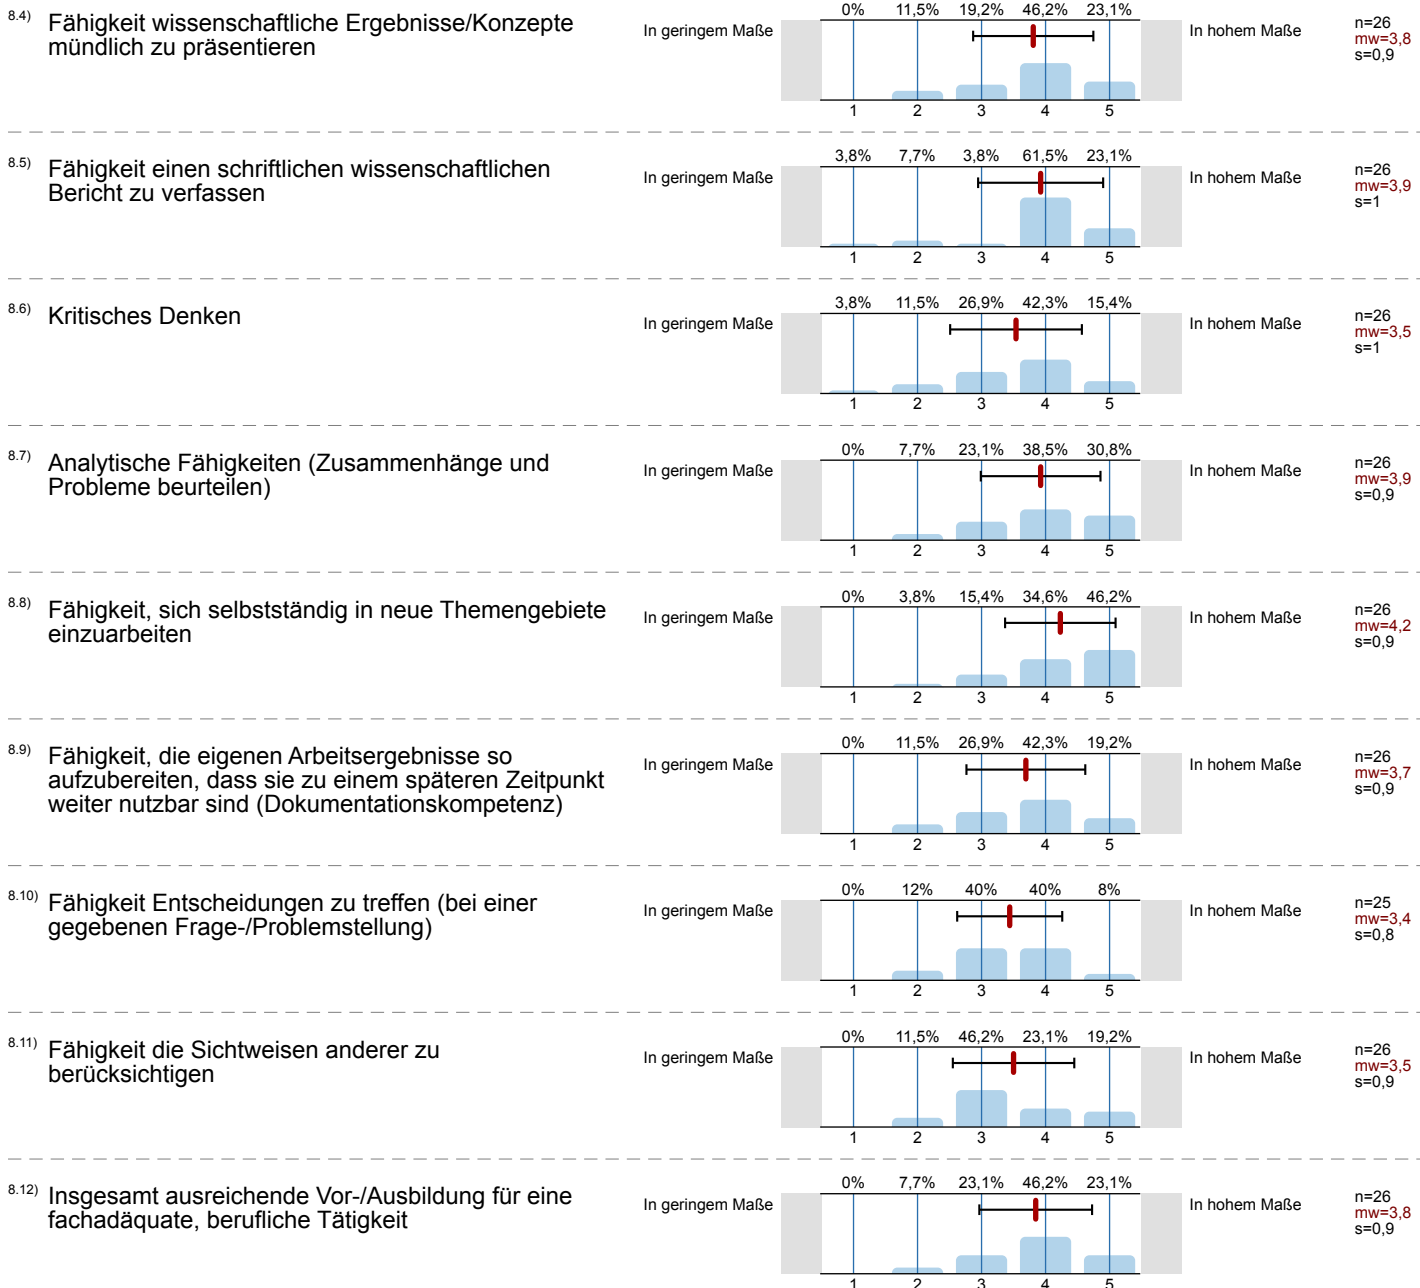 8.4) Fähigkeit wissenschaftliche Ergebnisse/Konzepte
mündlich zu präsentieren
In geringem Maße
0% 11,5% 19,2% 46,2% 23,1%
1 2 3 4 5
In hohem Maße
n=26
mw=3,8
s=0,9
8.5) Fähigkeit einen schriftlichen wissenschaftlichen
Bericht zu verfassen
In geringem Maße
3,8% 7,7% 3,8% 61,5% 23,1%
1 2 3 4 5
In hohem Maße
n=26
mw=3,9
s=1
8.6) Kritisches Denken
In geringem Maße
3,8% 11,5% 26,9% 42,3% 15,4%
1 2 3 4 5
In hohem Maße
n=26
mw=3,5
s=1
8.7) Analytische Fähigkeiten (Zusammenhänge und
Probleme beurteilen)
In geringem Maße
0% 7,7% 23,1% 38,5% 30,8%
1 2 3 4 5
In hohem Maße
n=26
mw=3,9
s=0,9
8.8) Fähigkeit, sich selbstständig in neue Themengebiete
einzuarbeiten
In geringem Maße
0% 3,8% 15,4% 34,6% 46,2%
1 2 3 4 5
In hohem Maße
n=26
mw=4,2
s=0,9
8.9) Fähigkeit, die eigenen Arbeitsergebnisse so
aufzubereiten, dass sie zu einem späteren Zeitpunkt
weiter nutzbar sind (Dokumentationskompetenz)
In geringem Maße
0% 11,5% 26,9% 42,3% 19,2%
1 2 3 4 5
In hohem Maße
n=26
mw=3,7
s=0,9
8.10) Fähigkeit Entscheidungen zu treffen (bei einer
gegebenen Frage-/Problemstellung)
In geringem Maße
0% 12% 40% 40% 8%
1 2 3 4 5
In hohem Maße
n=25
mw=3,4
s=0,8
8.11) Fähigkeit die Sichtweisen anderer zu
berücksichtigen
In geringem Maße
0% 11,5% 46,2% 23,1% 19,2%
1 2 3 4 5
In hohem Maße
n=26
mw=3,5
s=0,9
8.12) Insgesamt ausreichende Vor-/Ausbildung für eine
fachadäquate, berufliche Tätigkeit
In geringem Maße
0% 7,7% 23,1% 46,2% 23,1%
1 2 3 4 5
In hohem Maße
n=26
mw=3,8
s=0,9